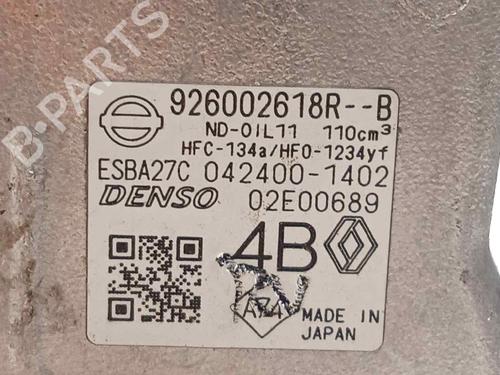 B-PARTS
926002618R--B
ND-OIL11 110cm³
HFC-134a/HFO-1234yf
ESBA27C 042400-1402
DENSO 02E00689
4B
MADE IN
JAPAN